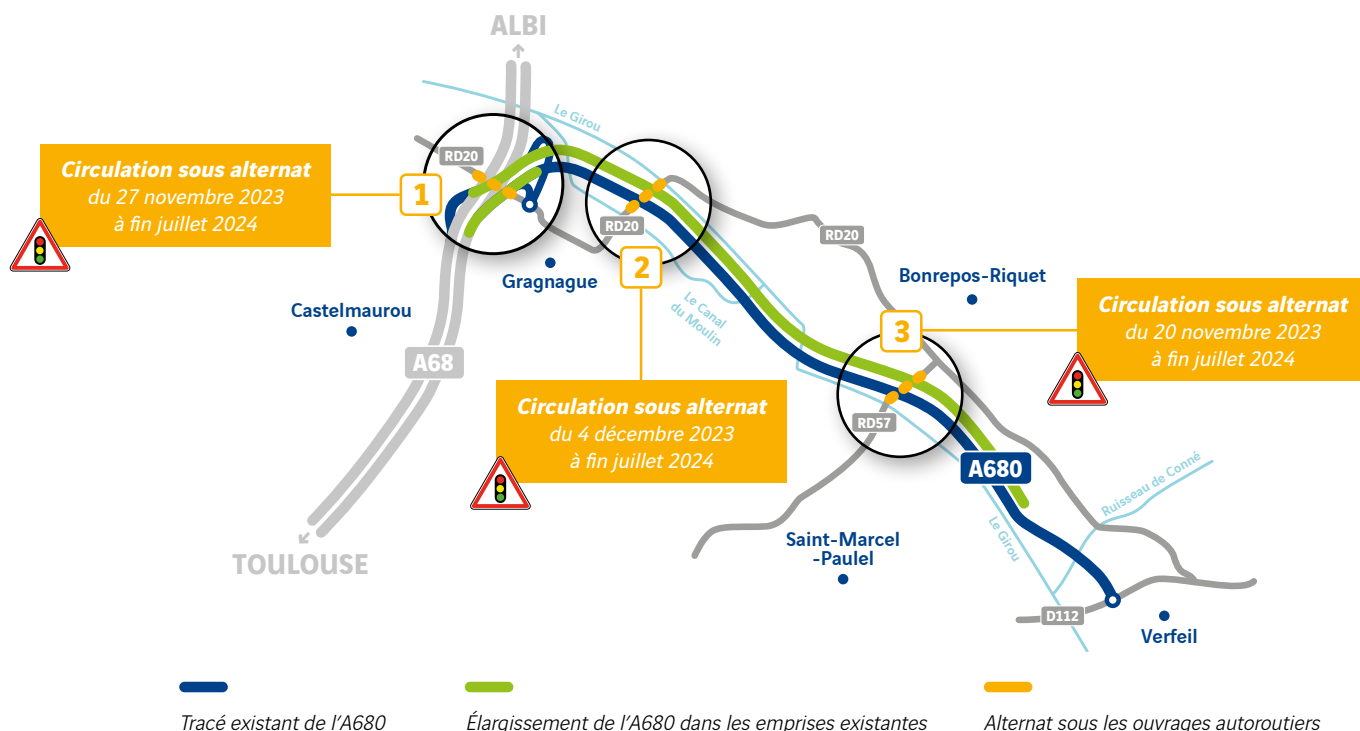 ALBI
Le Girou
RD20
Circulation sous alternat
du 27 novembre 2023
à fin juillet 2024
1
RD20
RD20
2
Gragnague
Bonrepos-Riquet
Castelmaurou
Le Canal
du Moulin
3
Circulation sous alternat
du 20 novembre 2023
à fin juillet 2024
A68
Circulation sous alternat
du 4 décembre 2023
à fin juillet 2024
RD57
A680
Ruisseau de Conné
Le Girou
Saint-Marcel
-Paulel
TOULOUSE
D112
Verfeil
Tracé existant de l'A680
Élargissement de l'A680 dans les emprises existantes
Alternat sous les ouvrages autoroutiers